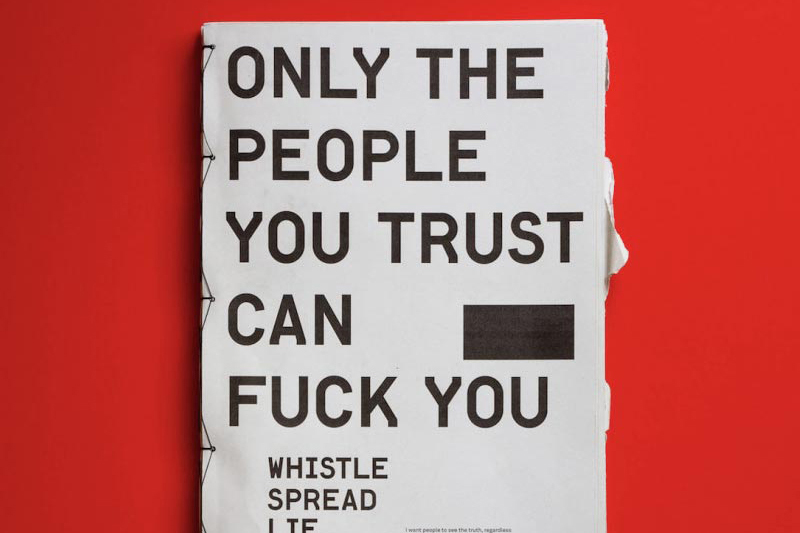 ONLY THE
PEOPLE
YOU TRUST
CAN
FUCK YOU
WHISTLE
SPREAD
LIE
I want people to see the truth, regardless